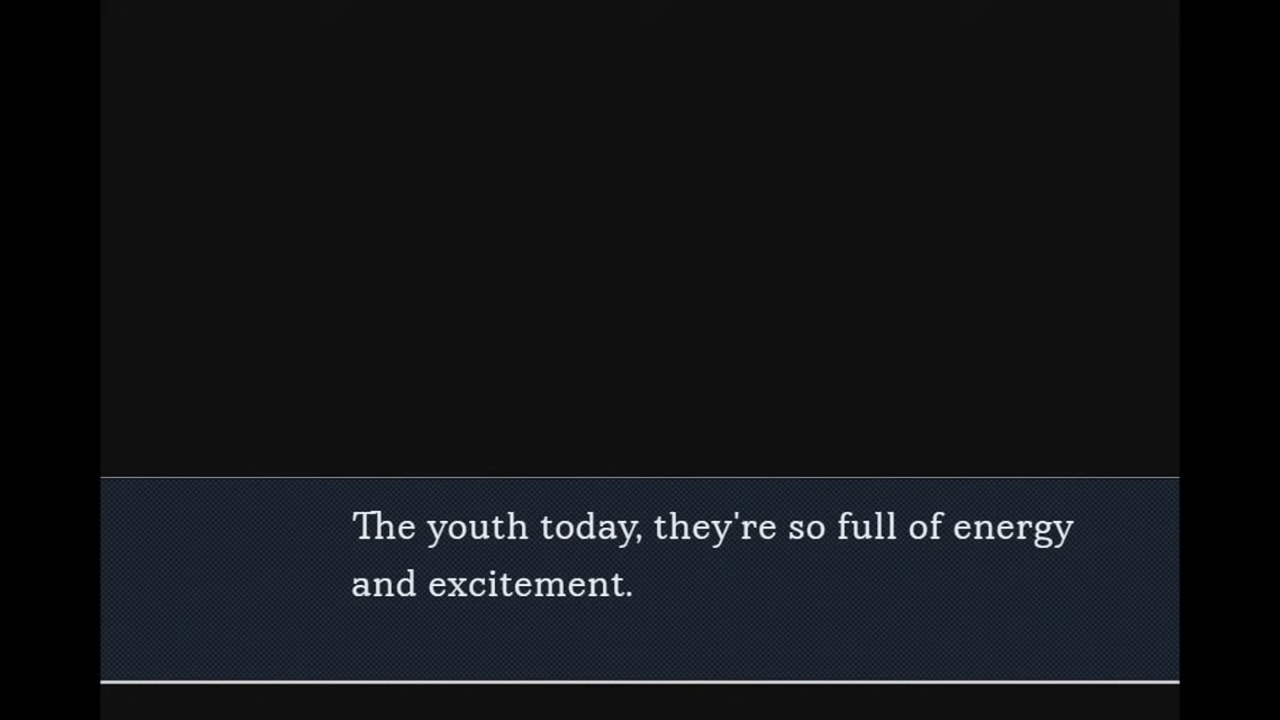 The youth today, they're so full of energy
and excitement.